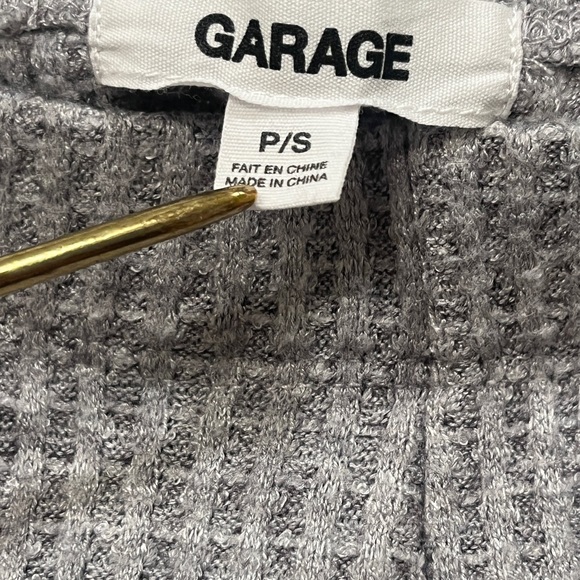 GARAGE
P/S
FAIT EN CHINE
MADE IN CHINA